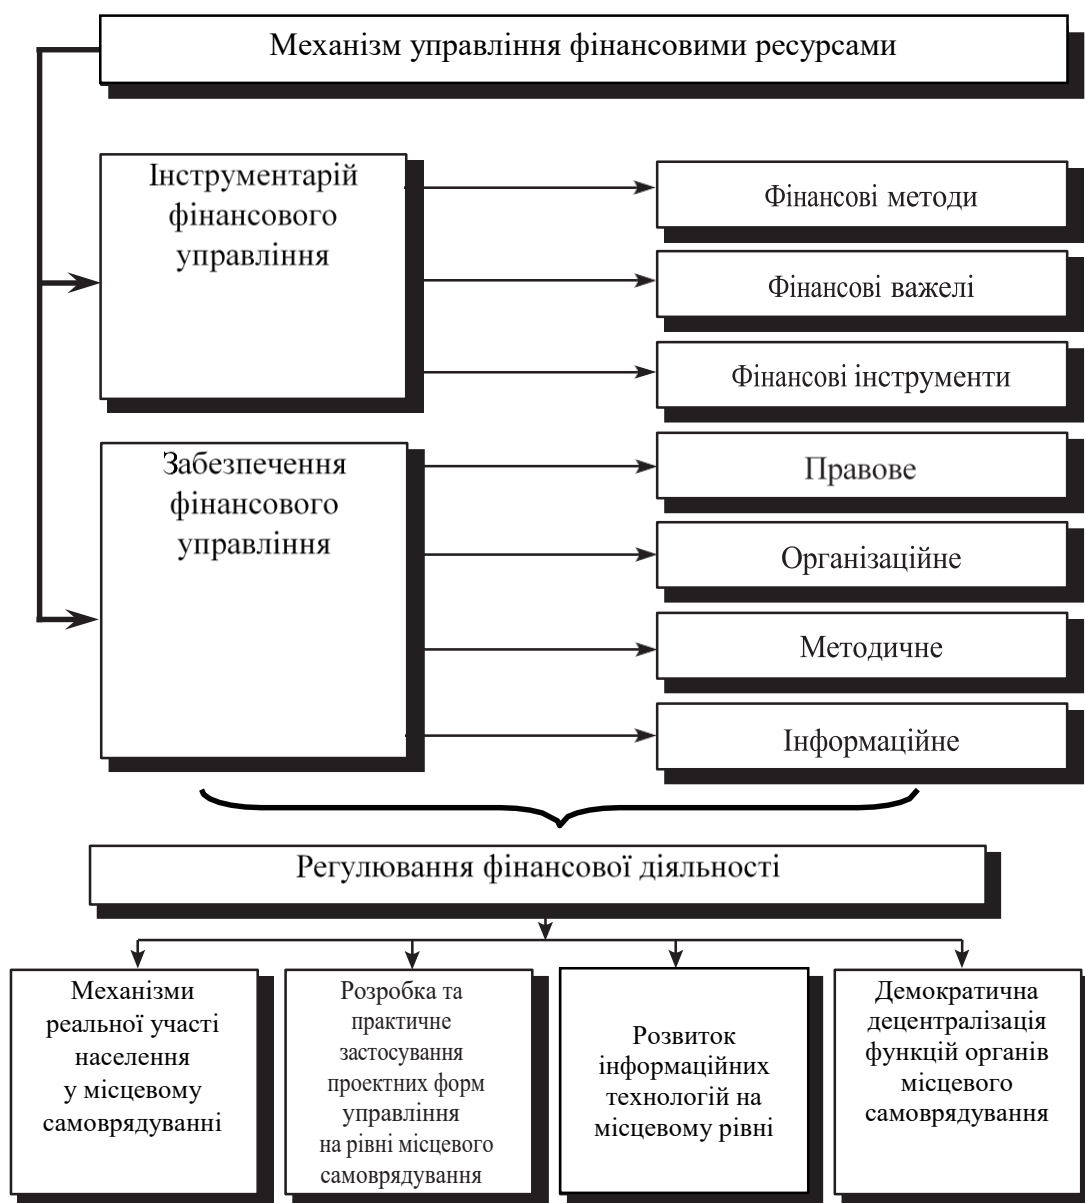 Механізм управління фінансовими ресурсами
Інструментарій
фінансового
управління
Фінансові методи
Фінансові важелі
Фінансові інструменти
Забезпечення
фінансового
управління
Правове
Організаційне
Методичне
Інформаційне
Регулювання фінансової діяльності
Механізми
реальної участі
населення
у місцевому
самоврядуванні
Розробка та
практичне
застосування
проектних форм
управління
на рівні місцевого
самоврядування
Розвиток
інформаційних
технологій на
місцевому рівні
Демократична
децентралізація
функцій органів
місцевого
самоврядування